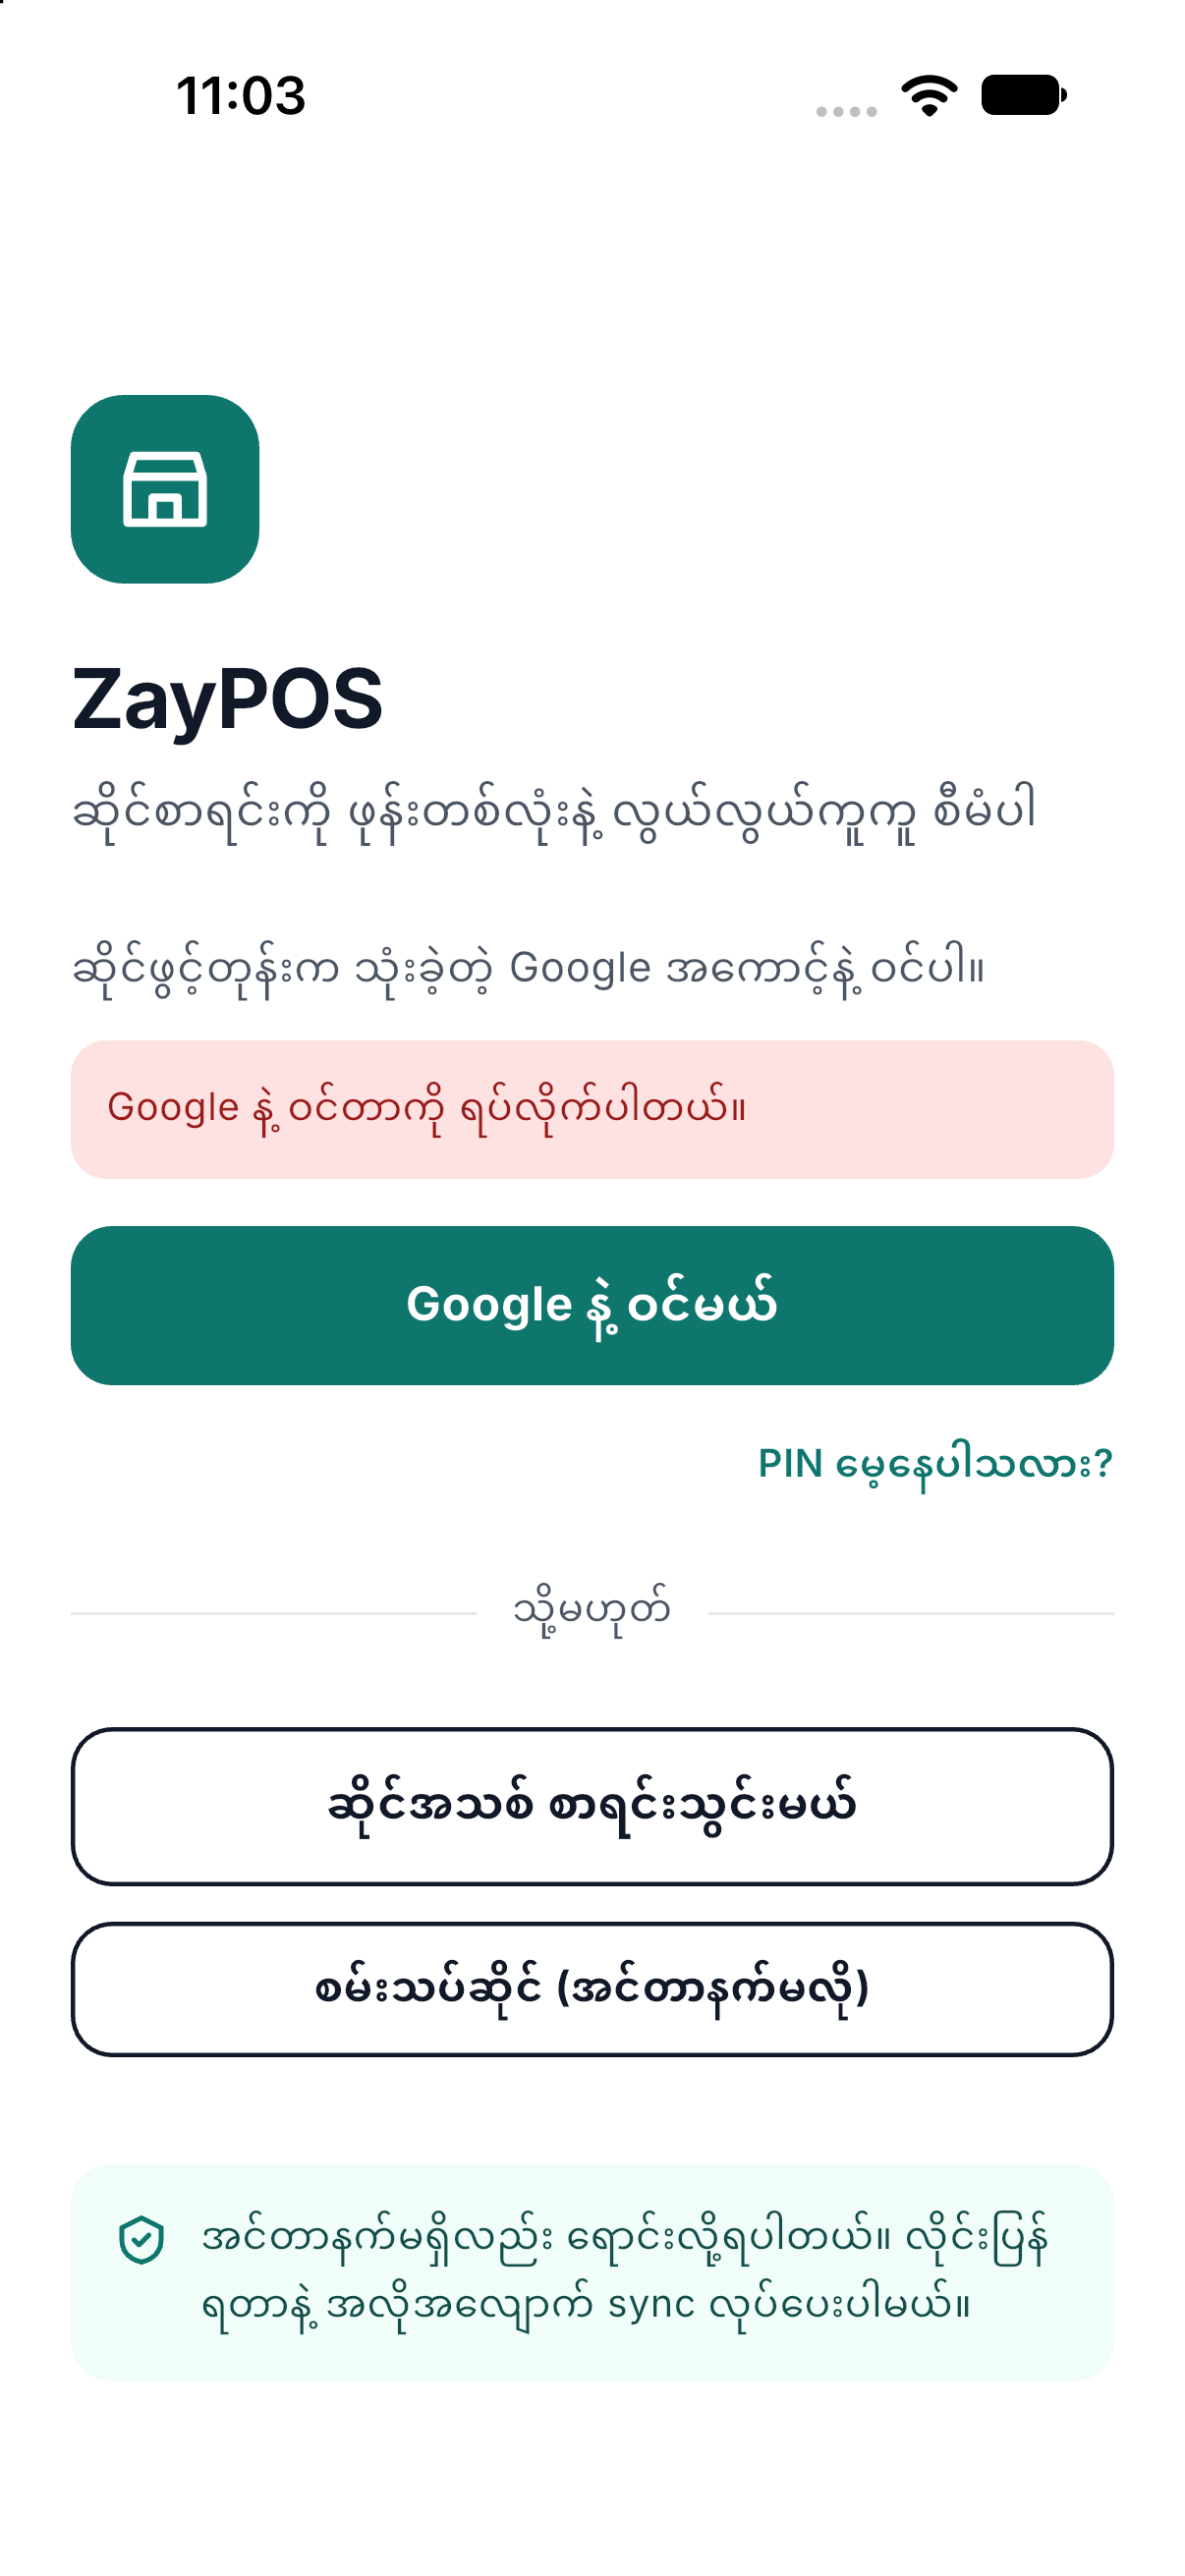 11:03
ZayPOS
ဆိုင်စာရင်းကို ဖုန်းတစ်လုံးနဲ့ လွယ်လွယ်ကူကူ စီမံပါ
ဆိုင်ဖွင့်တုန်းက သုံးခဲ့တဲ့ Google အကောင့်နဲ့ ဝင်ပါ။
Google နဲ့ ဝင်တာကို ရပ်လိုက်ပါတယ်။
Google နဲ့ ဝင်မယ်
PIN မေ့နေပါသလား?
သို့မဟုတ်
ဆိုင်အသစ် စာရင်းသွင်းမယ်
စမ်းသပ်ဆိုင် (အင်တာနက်မလို)
အင်တာနက်မရှိလည်း ရောင်းလို့ရပါတယ်။ လိုင်းပြန်
ရတာနဲ့ အလိုအလျောက် sync လုပ်ပေးပါမယ်။